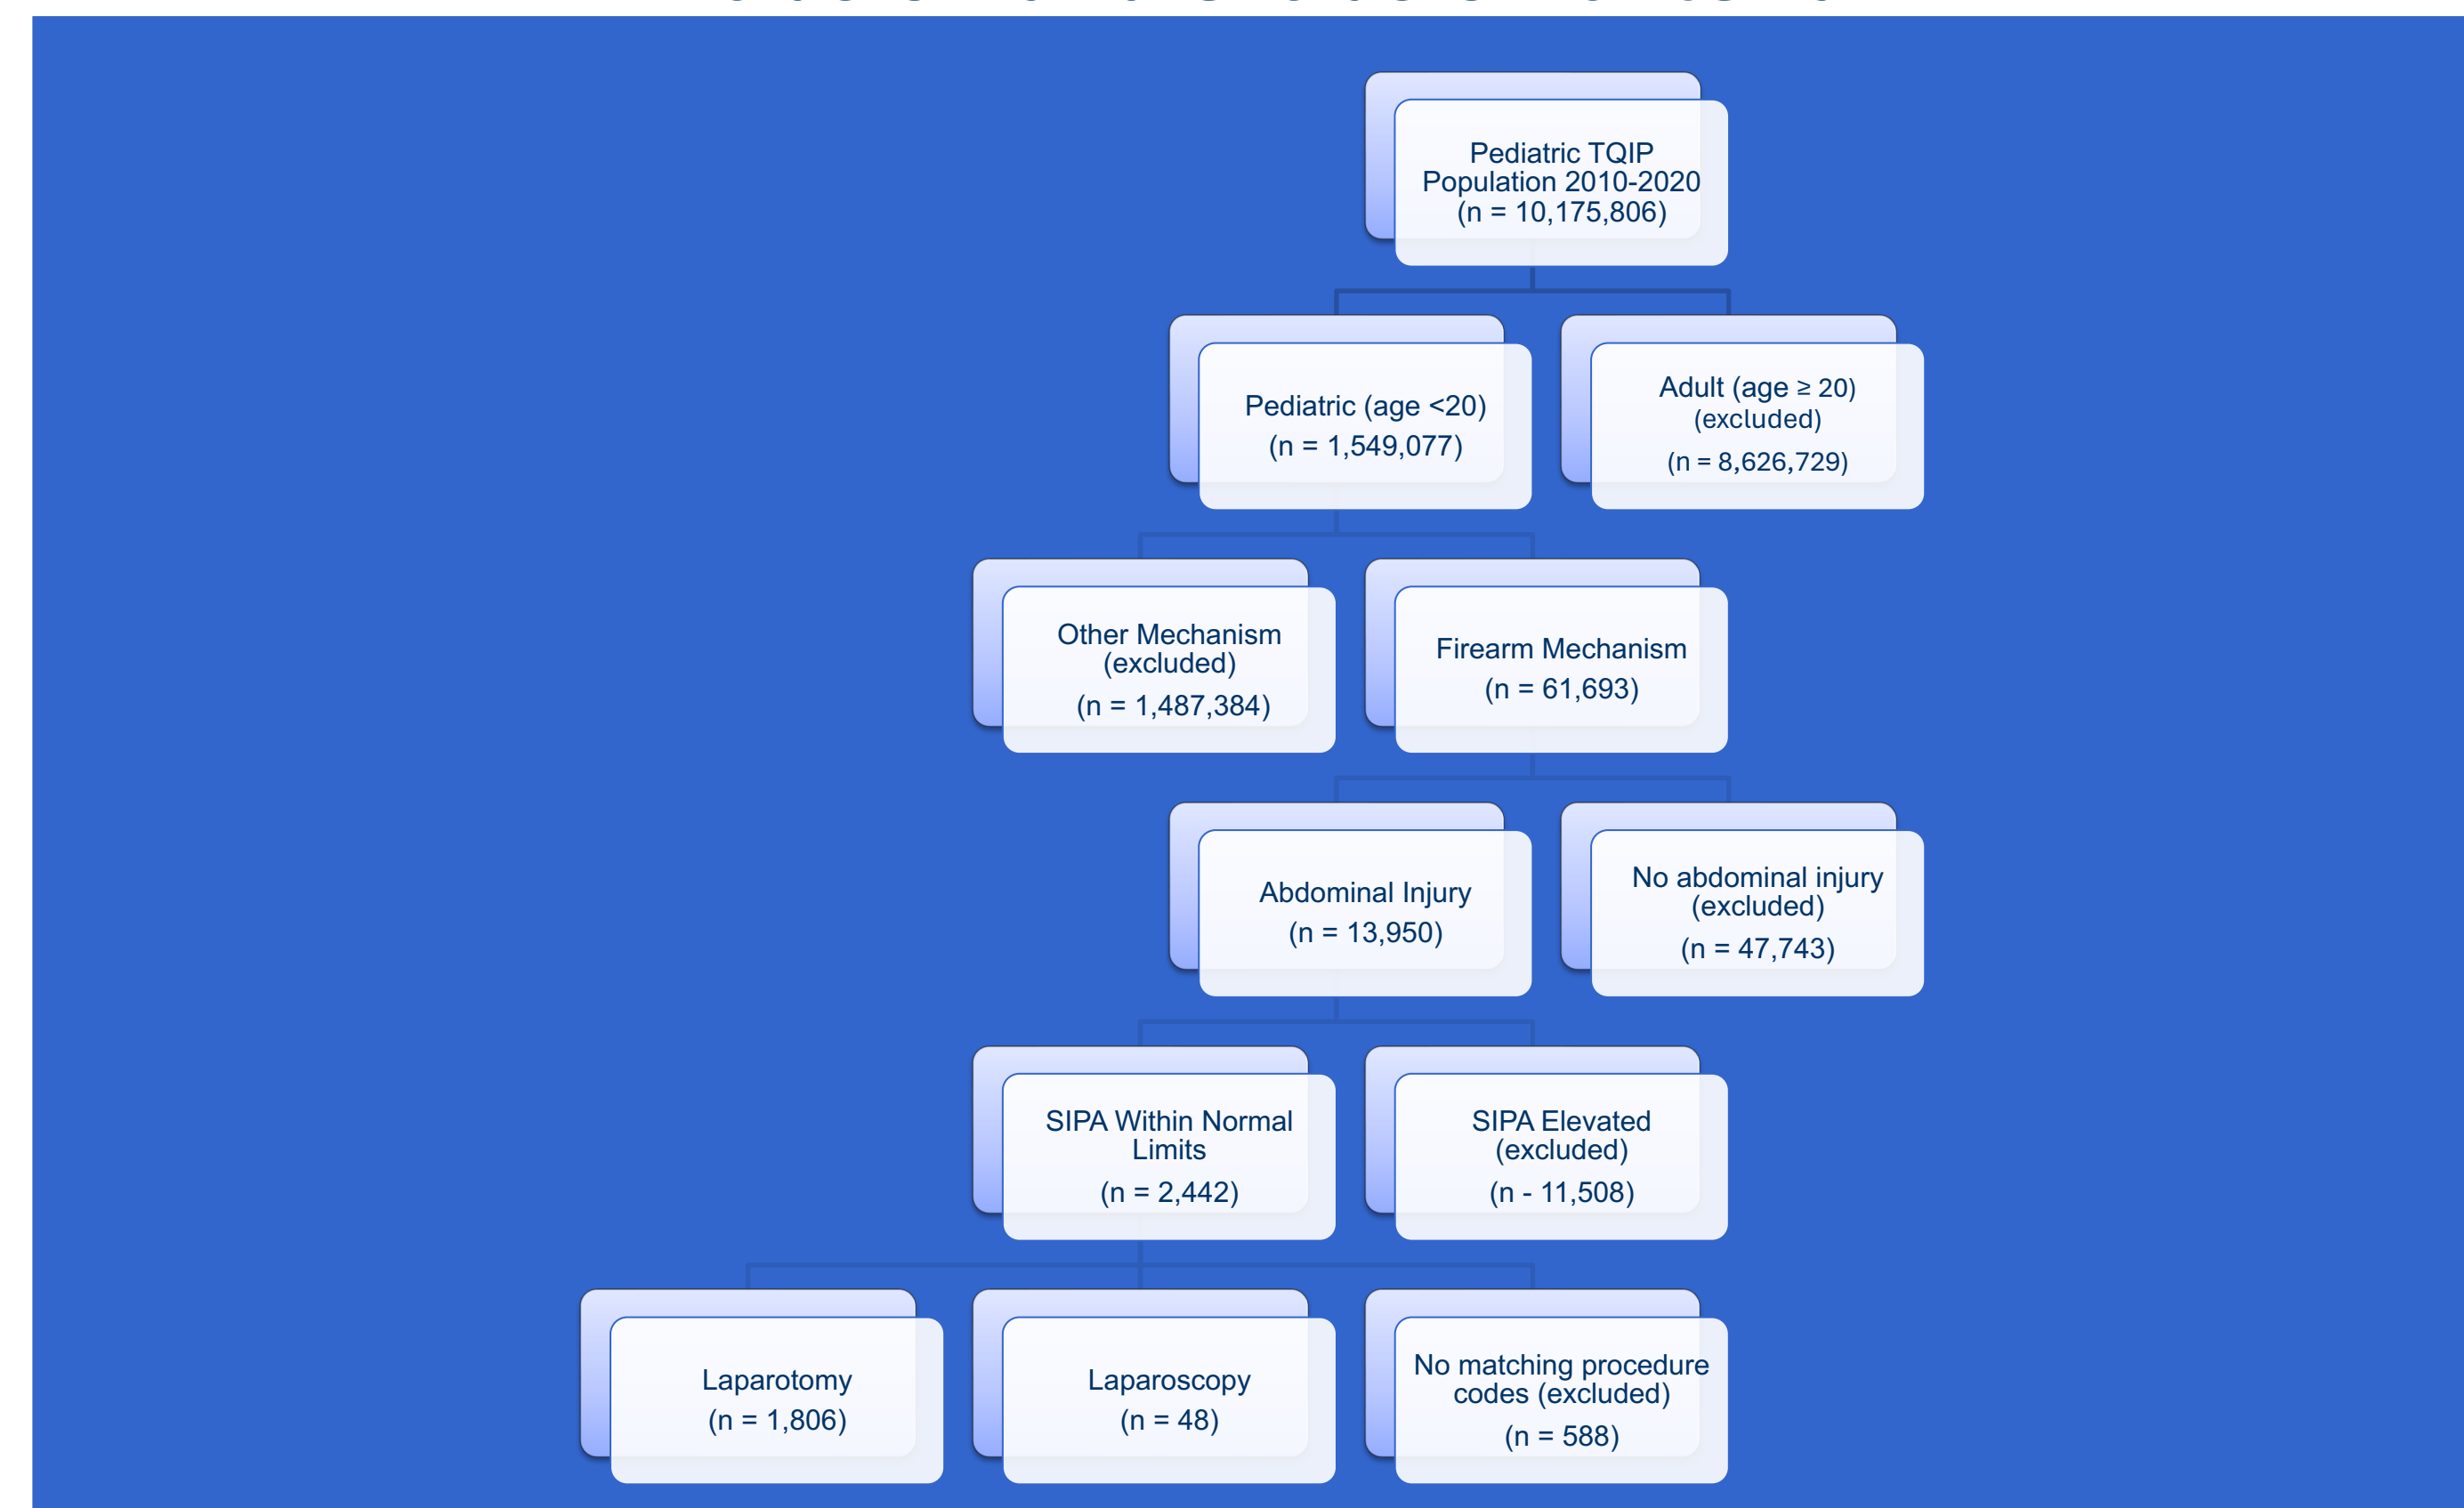 Pediatric TQIP
Population 2010-2020
(n = 10,175,806)
Pediatric (age <20)
(n = 1,549,077)
Adult (age ≥ 20)
(excluded)
(n = 8,626,729)
Other Mechanism
(excluded)
(n = 1,487,384)
Firearm Mechanism
(n = 61,693)
Abdominal Injury
(n = 13,950)
No abdominal injury
(excluded)
(n = 47,743)
SIPA Within Normal
Limits
(n = 2,442)
SIPA Elevated
(excluded)
(n - 11,508)
Laparotomy
(n = 1,806)
Laparoscopy
(n = 48)
No matching procedure
codes (excluded)
(n = 588)